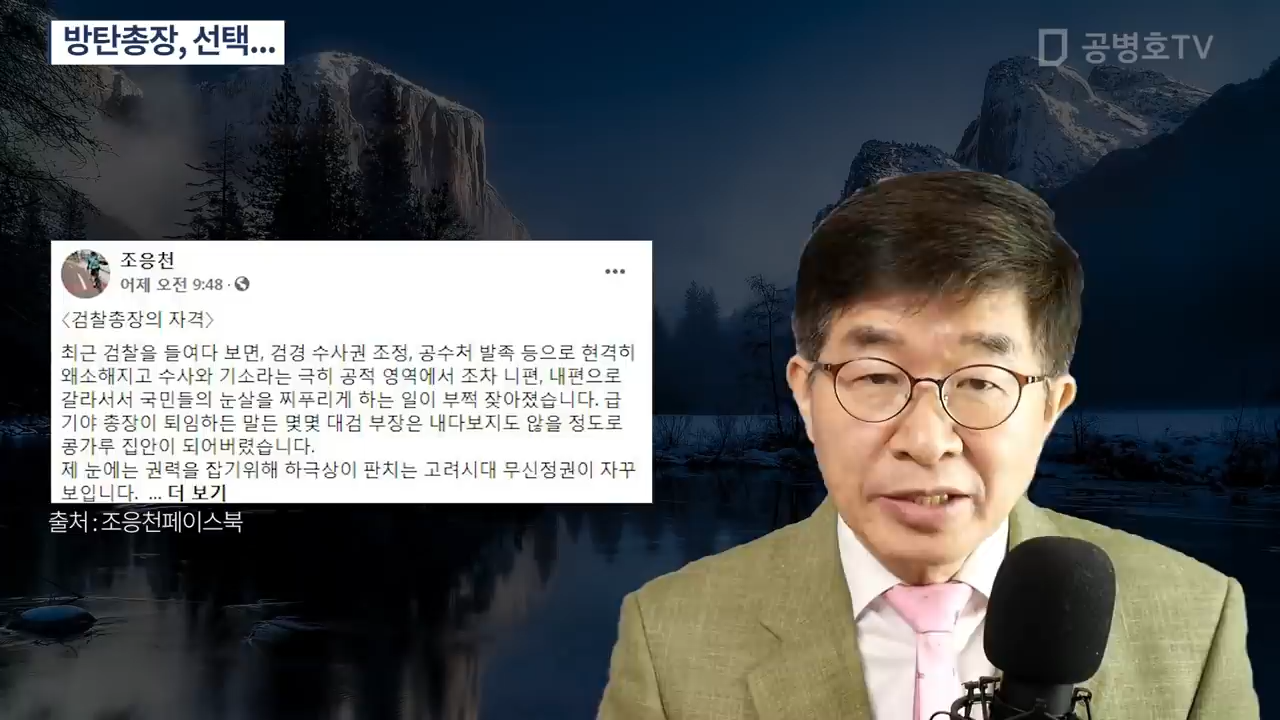 방탄총장, 선택...
공병호TV
조응천
어제 오전 9:48 ·
〈검찰총장의 자격〉
최근 검찰을 들여다 보면, 검경 수사권 조정, 공수처 발족 등으로 현격히
왜소해지고 수사와 기소라는 극히 공적 영역에서 조차 니편, 내편으로
갈라서서 국민들의 눈살을 찌푸리게 하는 일이 부쩍 잦아졌습니다. 급
기야 총장이 퇴임하든 말든 몇몇 대검 부장은 내다보지도 않을 정도로
콩가루 집안이 되어버렸습니다.
제 눈에는 권력을 잡기위해 하극상이 판치는 고려시대 무신정권이 자꾸
보입니다. ... 더 보기
출처 : 조응천페이스북